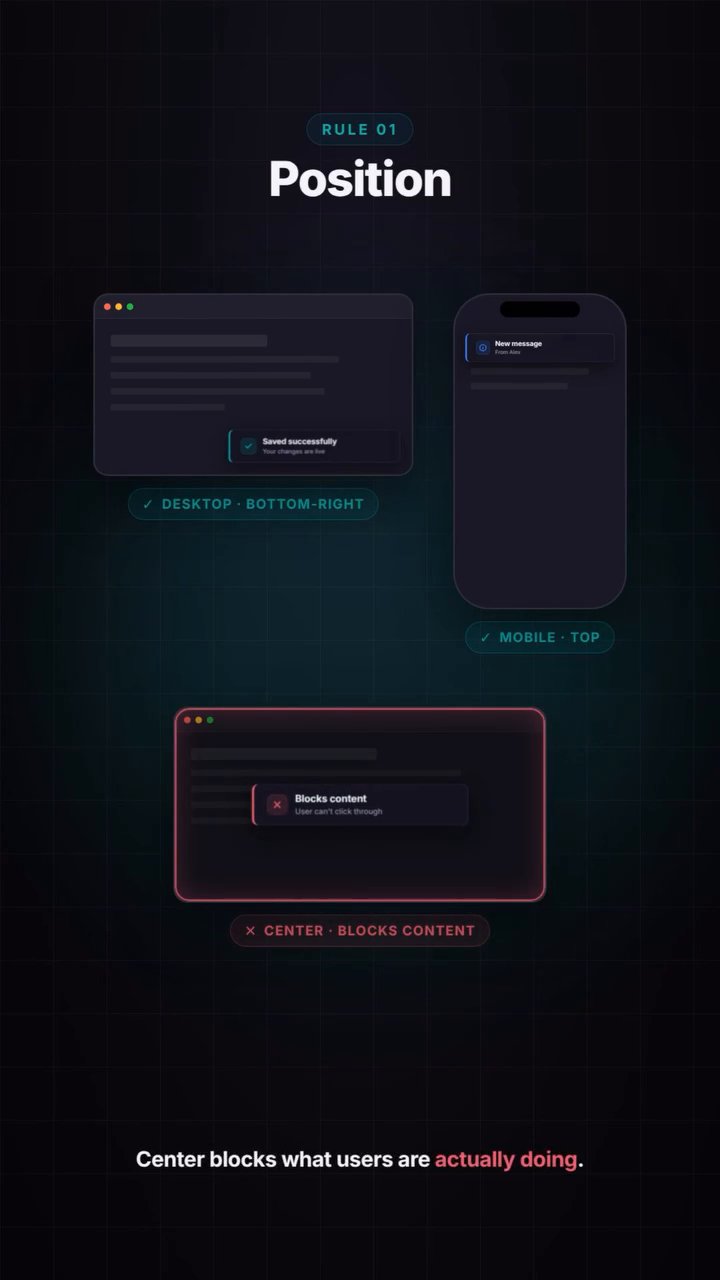 RULE 01
Position
Saved successfully
Your changes are live
✓ DESKTOP · BOTTOM-RIGHT
New message
From Alex
✓ MOBILE · TOP
Blocks content
User can't click through
✕ CENTER · BLOCKS CONTENT
Center blocks what users are actually doing.